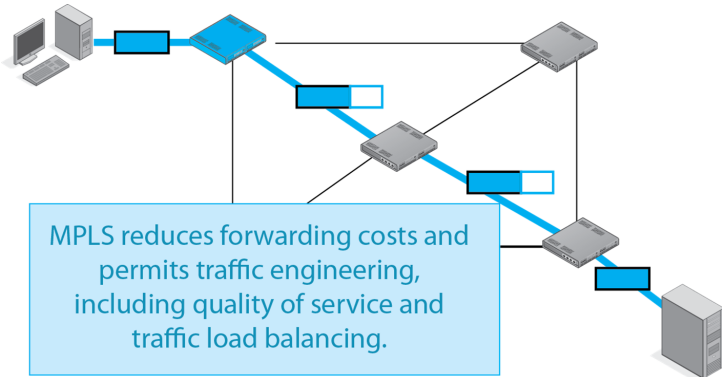 MPLS reduces forwarding costs and
permits traffic engineering,
including quality of service and
traffic load balancing.